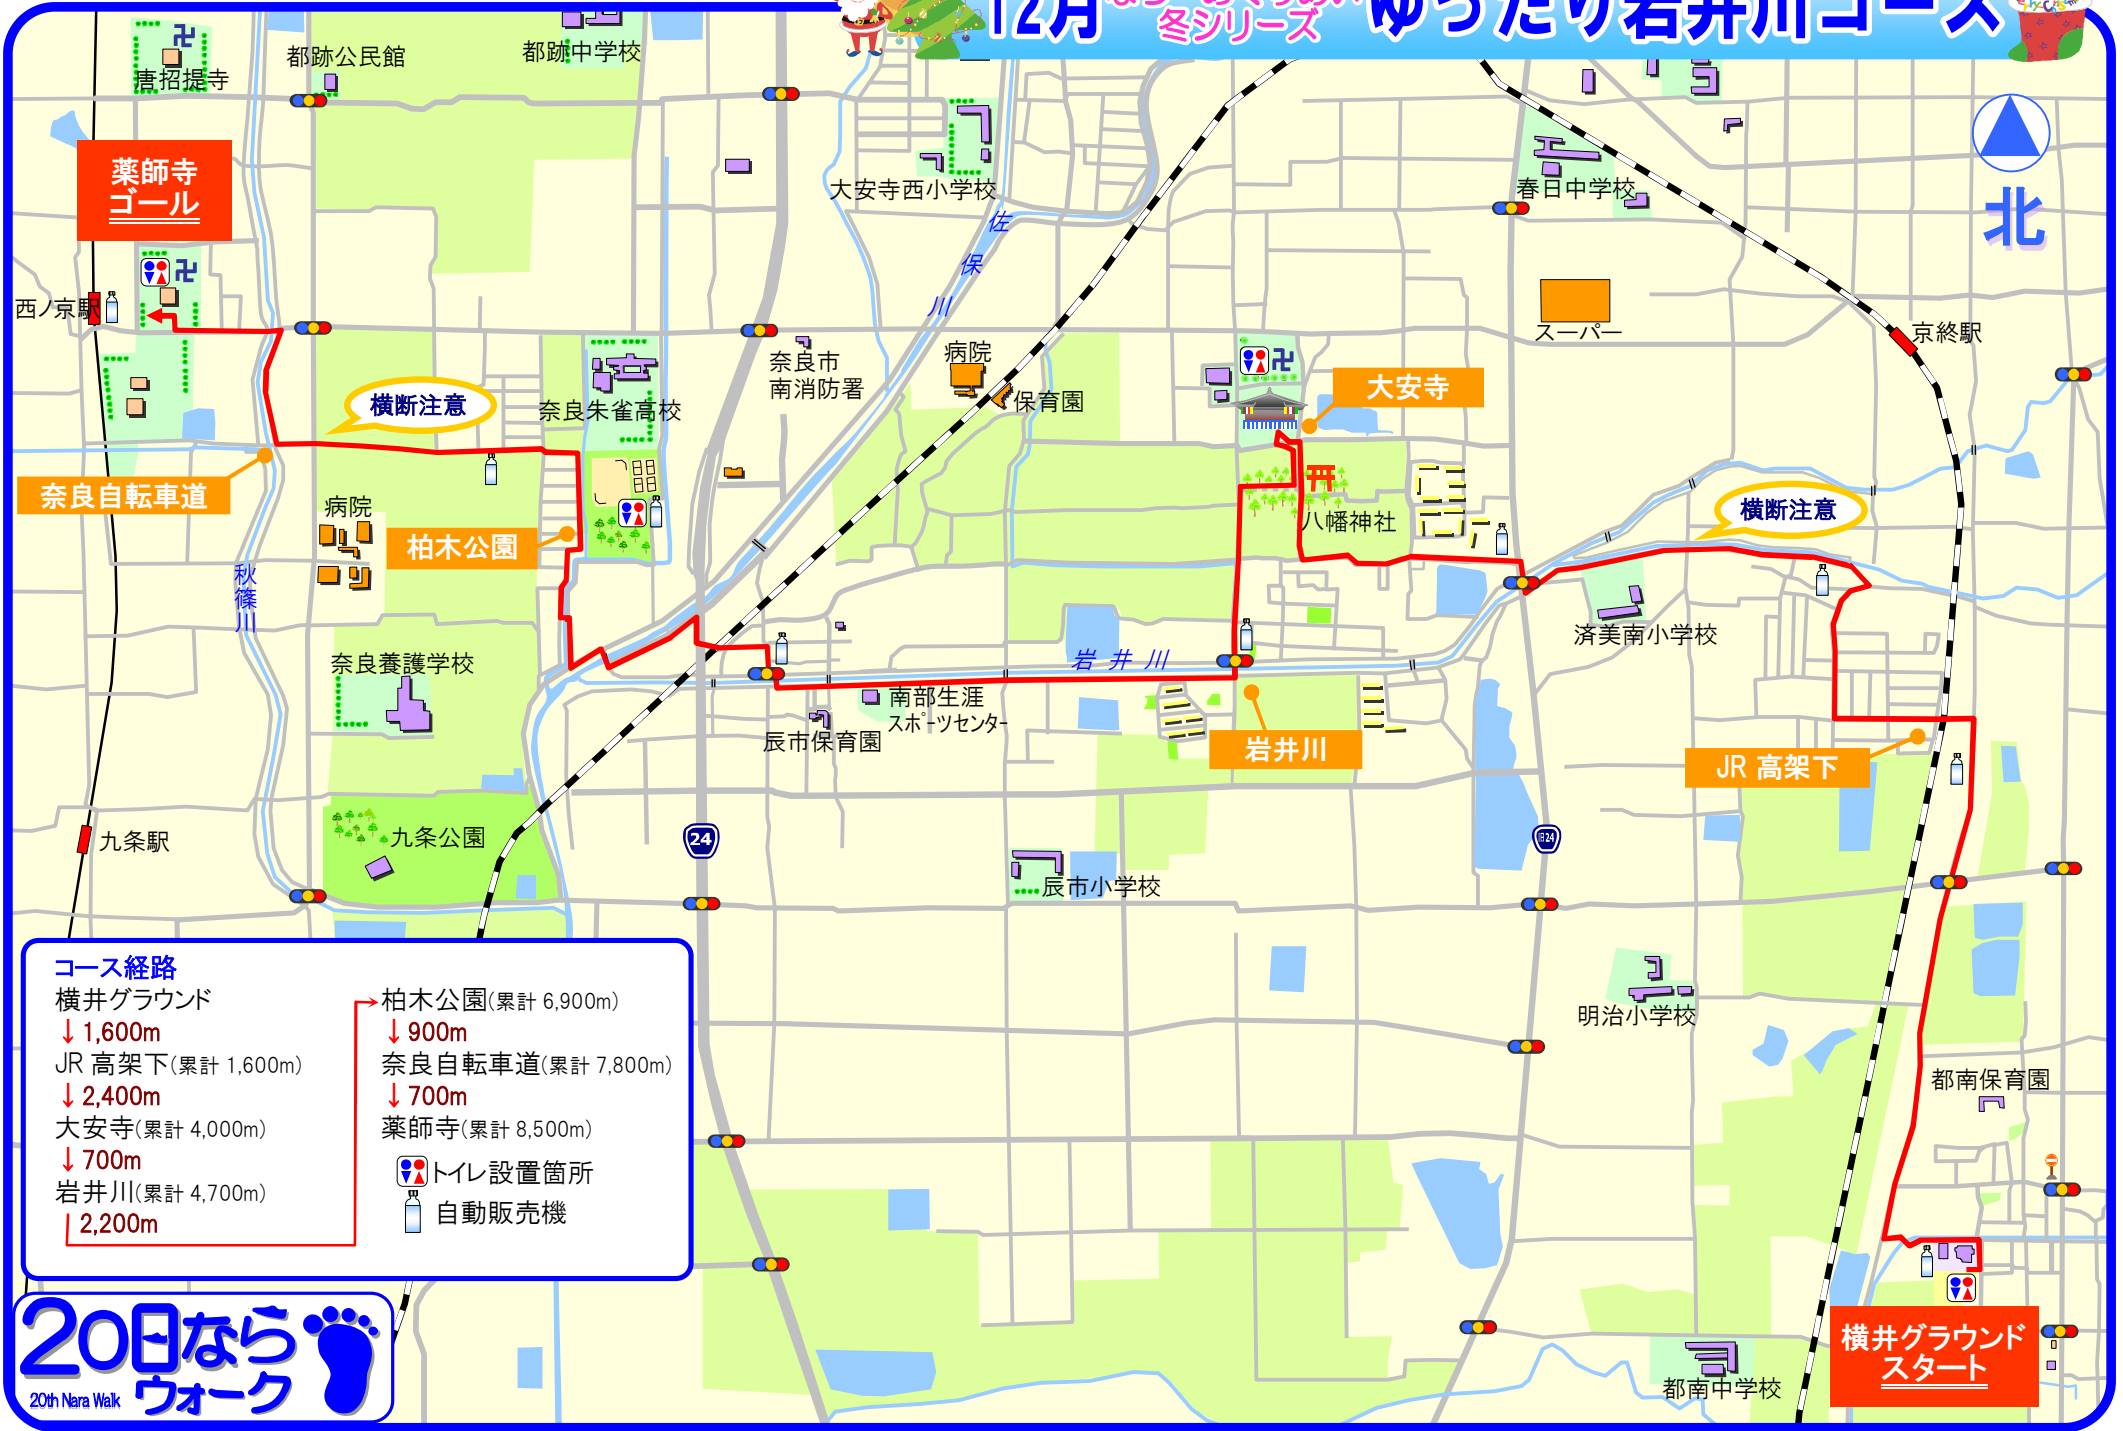 12月
冬シリーズ
ゆったり岩井川コース
唐招提寺
都跡公民館
都跡中学校
大安寺西小学校
春日中学校
北
薬師寺
ゴール
佐保川
西ノ京駅
奈良市
南消防署
病院
保育園
スーパー
京終駅
大安寺
横断注意
奈良朱雀高校
奈良自転車道
病院
柏木公園
八幡神社
横断注意
秋篠川
済美南小学校
奈良養護学校
岩井川
南部生涯
スポーツセンター
辰市保育園
岩井川
JR 高架下
九条駅
九条公園
24
旧24
辰市小学校
明治小学校
都南保育園
コース経路
横井グラウンド
↓ 1,600m
JR 高架下(累計 1,600m)
↓ 2,400m
大安寺(累計 4,000m)
↓ 700m
岩井川(累計 4,700m)
2,200m
柏木公園(累計 6,900m)
↓ 900m
奈良自転車道(累計 7,800m)
↓ 700m
薬師寺(累計 8,500m)
トイレ設置箇所
自動販売機
20日なら
ウォーク
20th Nara Walk
横井グラウンド
スタート
都南中学校